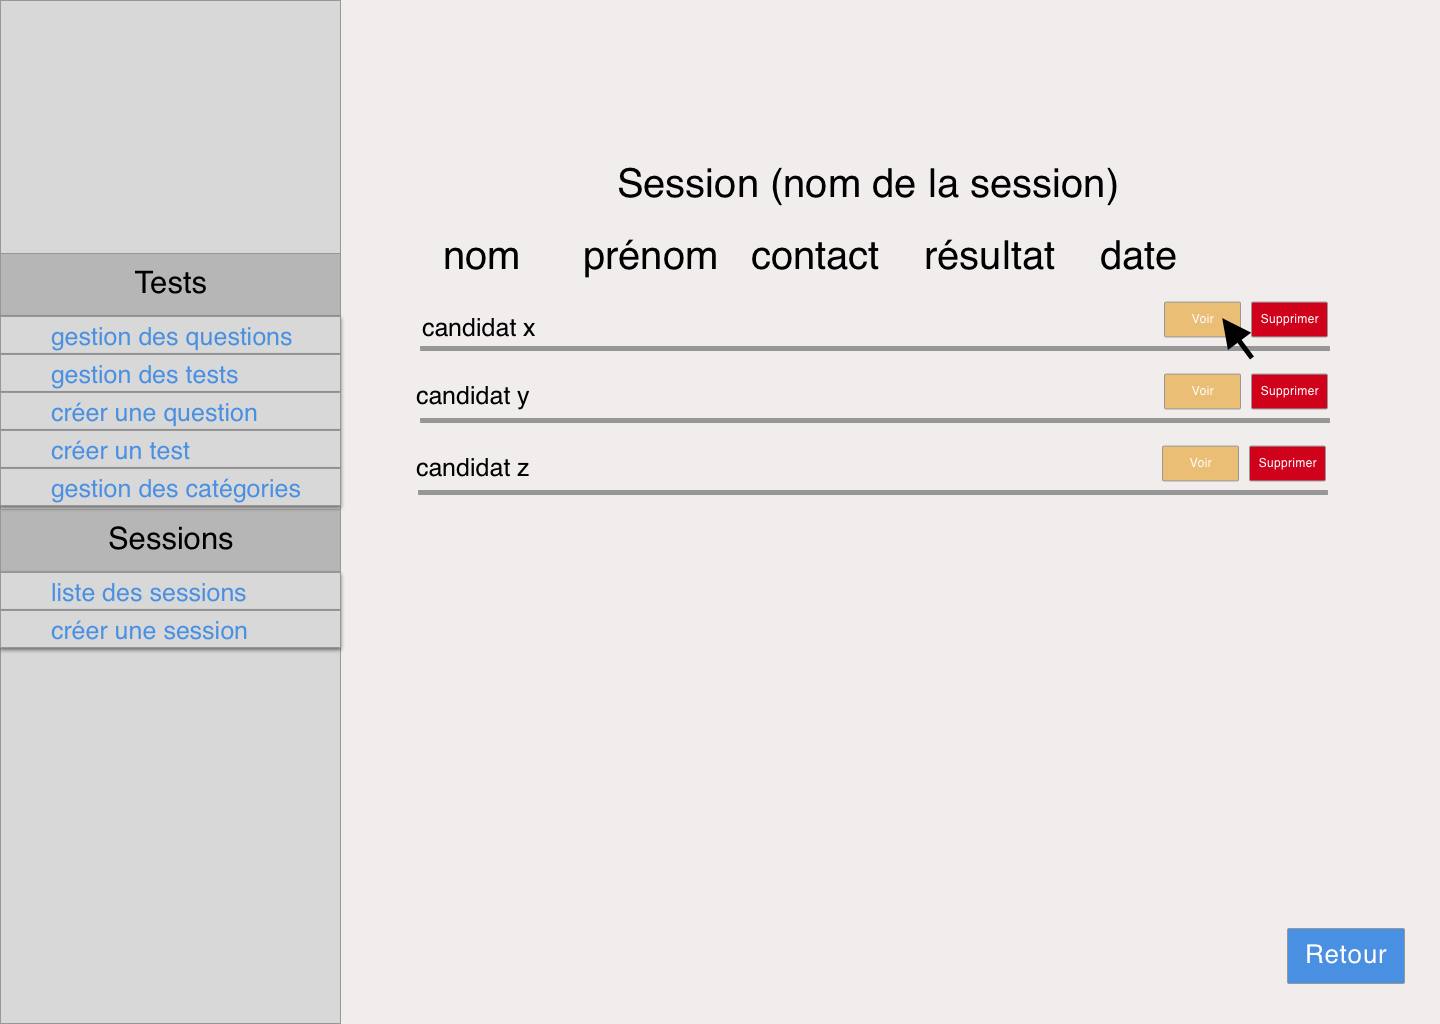 Tests
gestion des questions
gestion des tests
créer une question
créer un test
gestion des catégories
Sessions
liste des sessions
créer une session
Session (nom de la session)
nom prénom contact résultat date
candidat x Voir Supprimer
candidat y Voir Supprimer
candidat z Voir Supprimer
Retour